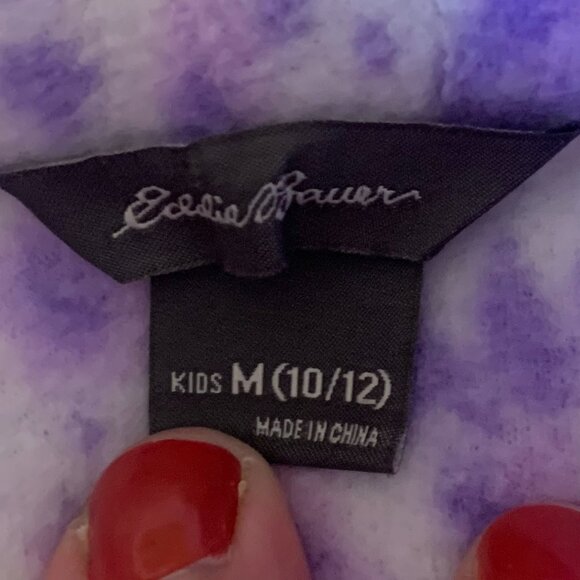 Eddie Bauer
KIDS M (10/12)
MADE IN CHINA